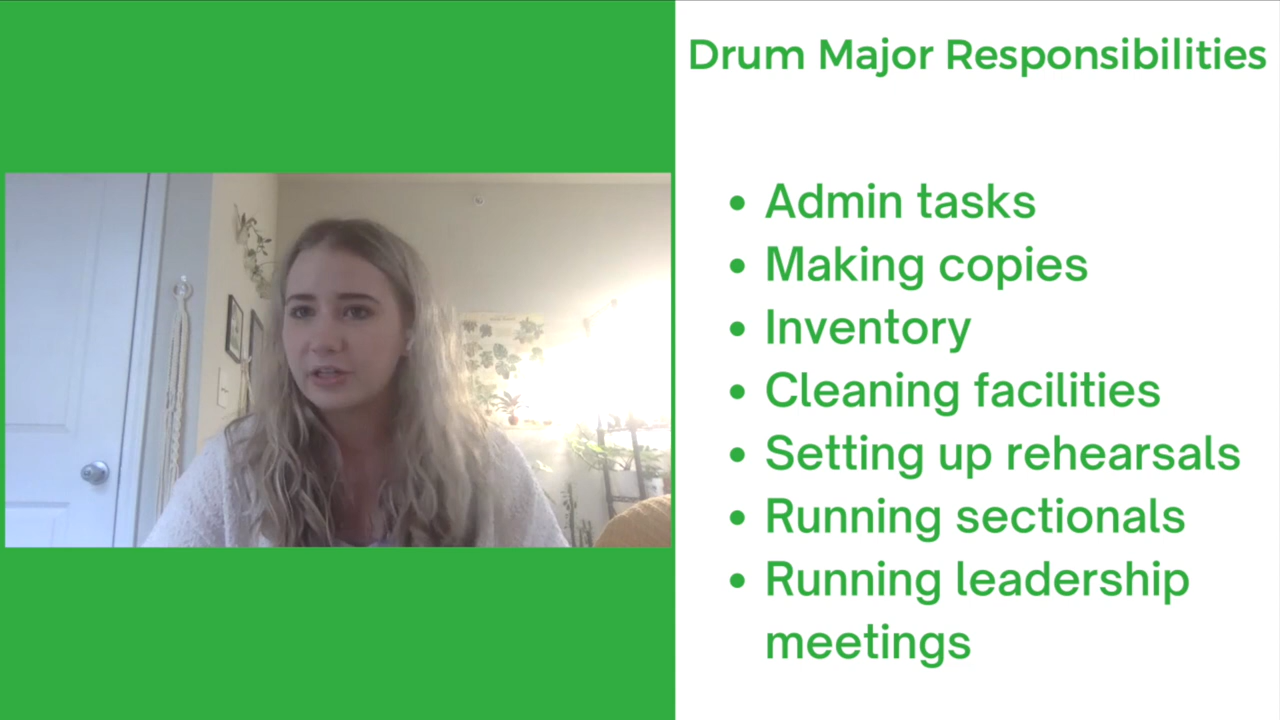 Drum Major Responsibilities
• Admin tasks
• Making copies
• Inventory
• Cleaning facilities
• Setting up rehearsals
• Running sectionals
• Running leadership
meetings